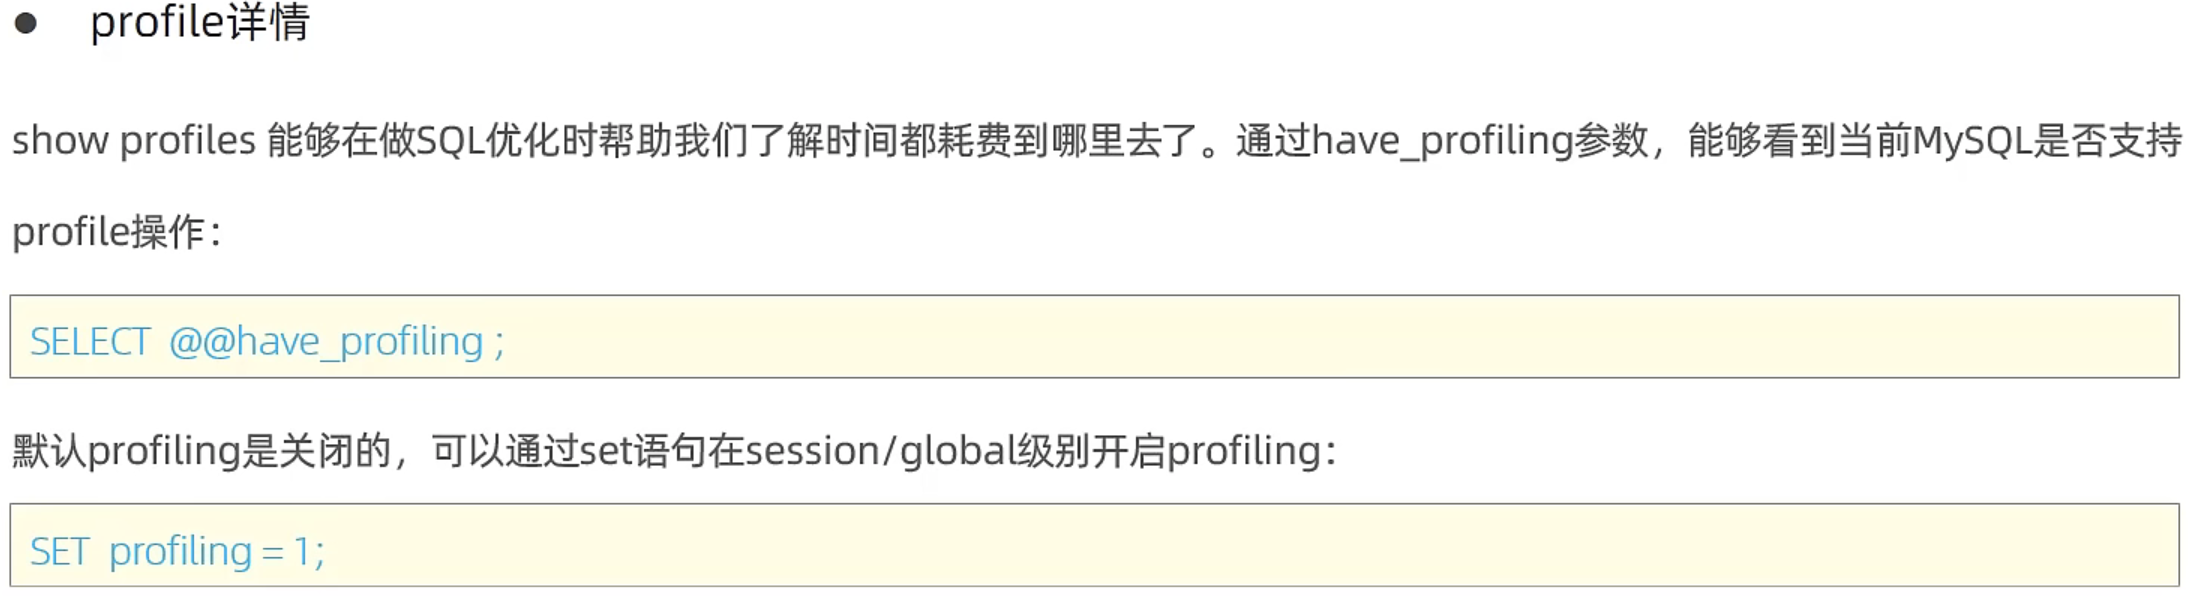 ● profile详情
show profiles 能够在做SQL优化时帮助我们了解时间都耗费到哪里去了。通过have_profiling参数，能够看到当前MySQL是否支持
profile操作：
SELECT @@have_profiling ;
默认profiling是关闭的，可以通过set语句在session/global级别开启profiling：
SET profiling = 1;